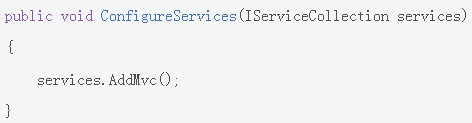 public void ConfigureServices(IServiceCollection services)
{
services.AddMvc();
}